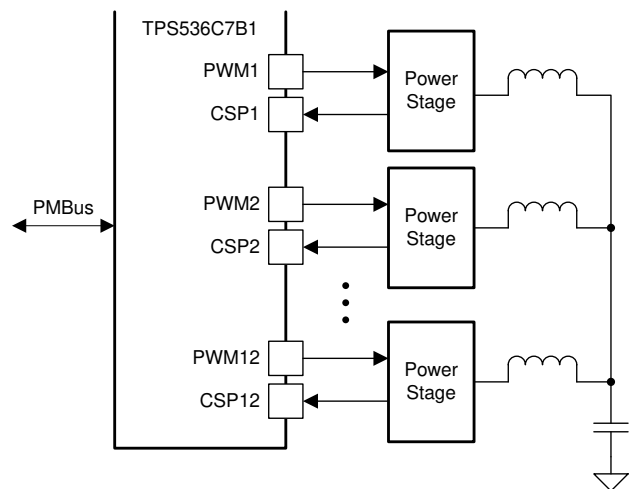 TPS536C7B1
PWM1
CSP1
Power
Stage
PMBus
PWM2
CSP2
Power
Stage
PWM12
CSP12
Power
Stage